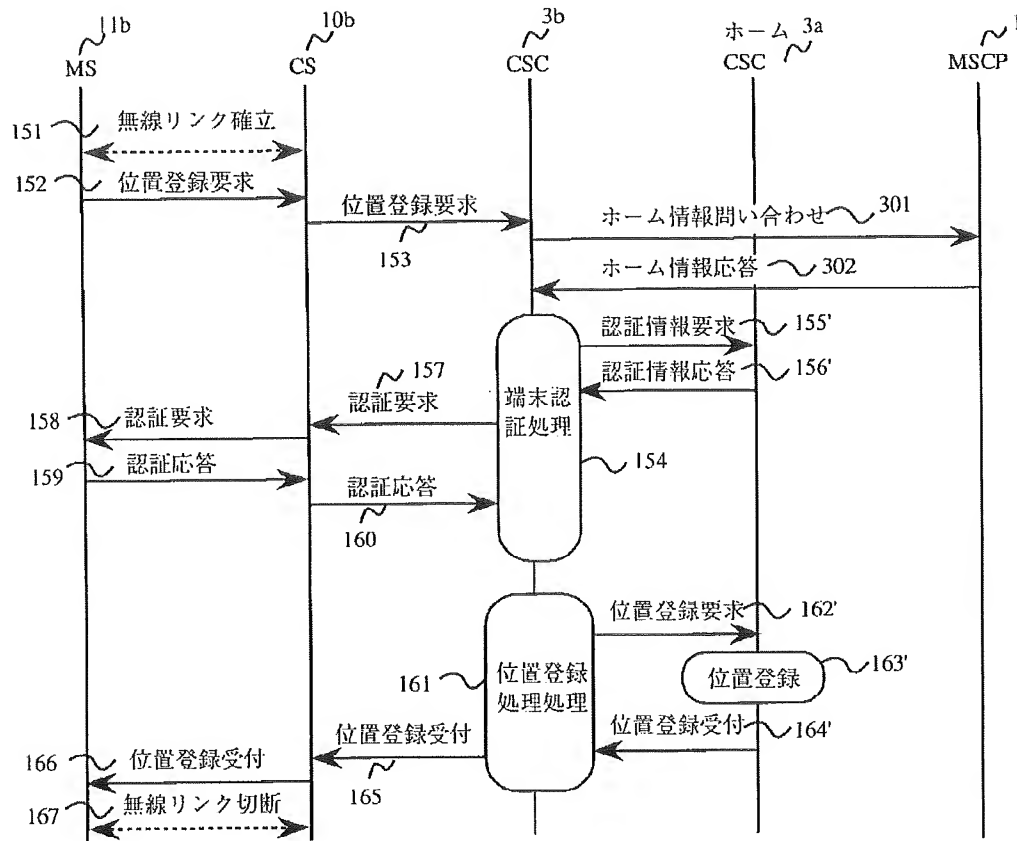 11b
10b
3b
ホーム 3a
1
MS
CS
CSC
CSC
MSCP
151
無線リンク確立
152
位置登録要求
位置登録要求
153
ホーム情報問い合わせ
301
ホーム情報応答
302
認証情報要求
155'
認証情報応答
156'
157
認証要求
158
認証要求
端末認
証処理
154
159
認証応答
認証応答
160
位置登録要求
162'
161
位置登録
処理処理
位置登録
163'
位置登録受付
164'
位置登録受付
165
166
位置登録受付
167
無線リンク切断